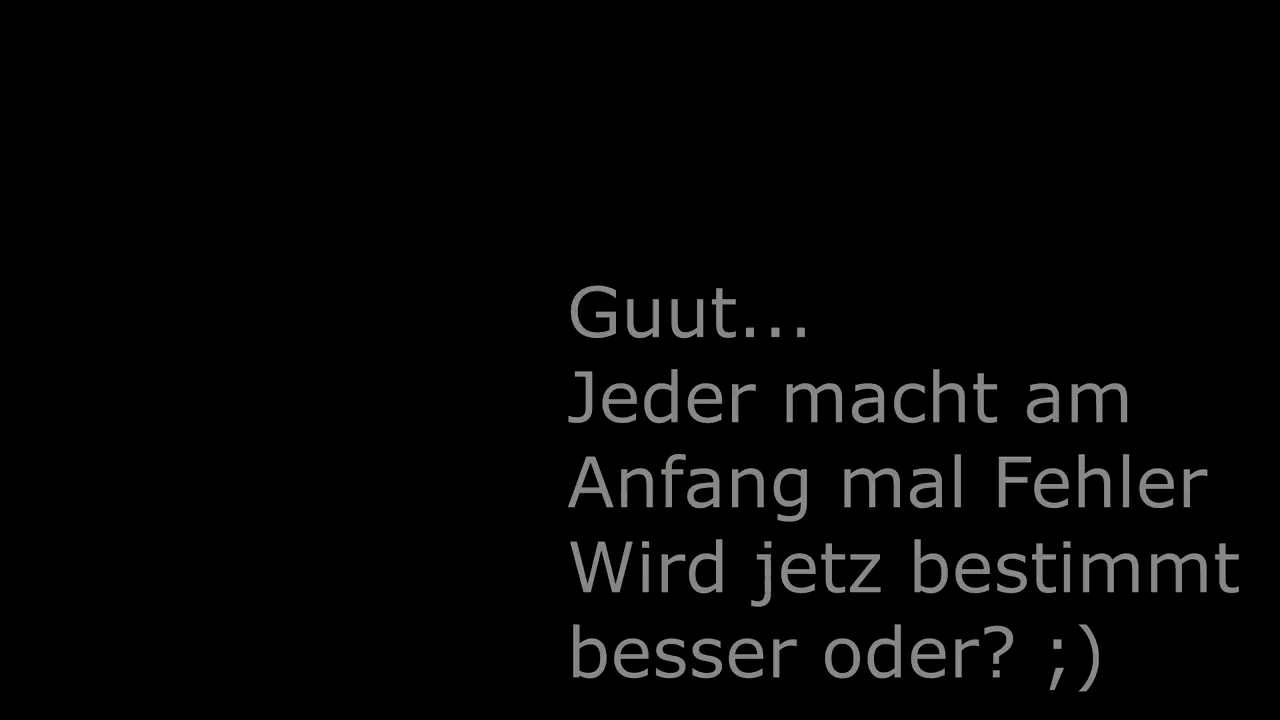 Guut...
Jeder macht am
Anfang mal Fehler
Wird jetz bestimmt
besser oder? ;)